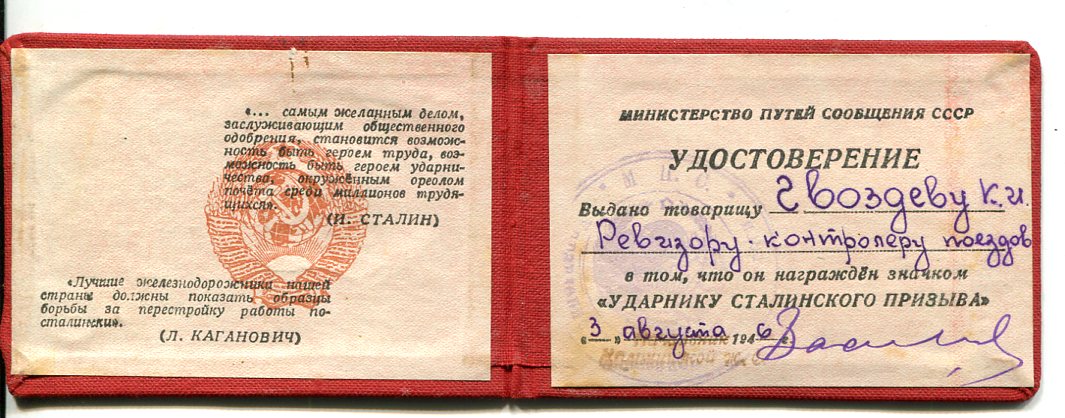 «... самым желанным делом,
заслуживающим общественного
одобрения, становится возмож-
ность быть героем труда, воз-
можность быть героем ударни-
чества, окружённым ореолом
почёта среди миллионов трудя-
щихся».
(И. СТАЛИН)
«Лучшие железнодорожники нашей
страны должны показать образцы
борьбы за перестройку работы по-
сталински».
(Л. КАГАНОВИЧ)
МИНИСТЕРСТВО ПУТЕЙ СООБЩЕНИЯ СССР
УДОСТОВЕРЕНИЕ
Выдано товарищу Гвоздеву К.И.
Ревизору-контролеру поездов
в том, что он награждён значком
«УДАРНИКУ СТАЛИНСКОГО ПРИЗЫВА»
«3» августа 1946 г.
МПС